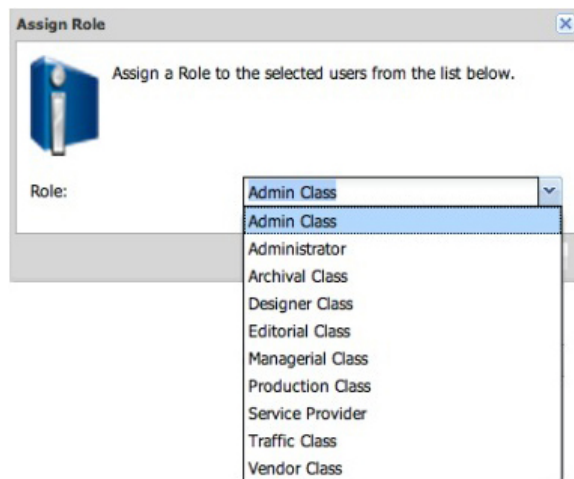 Assign Role
Assign a Role to the selected users from the list below.
Role:
Admin Class
Admin Class
Administrator
Archival Class
Designer Class
Editorial Class
Managerial Class
Production Class
Service Provider
Traffic Class
Vendor Class